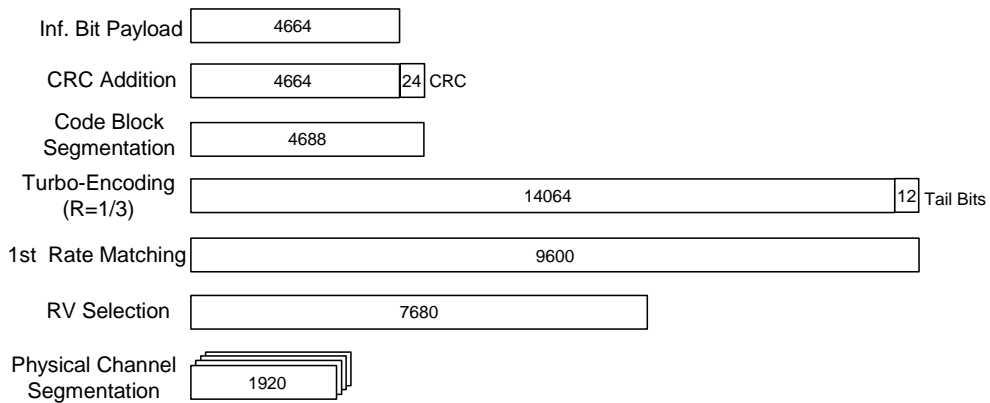 Inf. Bit Payload 4664
CRC Addition 4664 24 CRC
Code Block
Segmentation 4688
Turbo-Encoding
(R=1/3) 14064 12 Tail Bits
1st Rate Matching 9600
RV Selection 7680
Physical Channel
Segmentation 1920